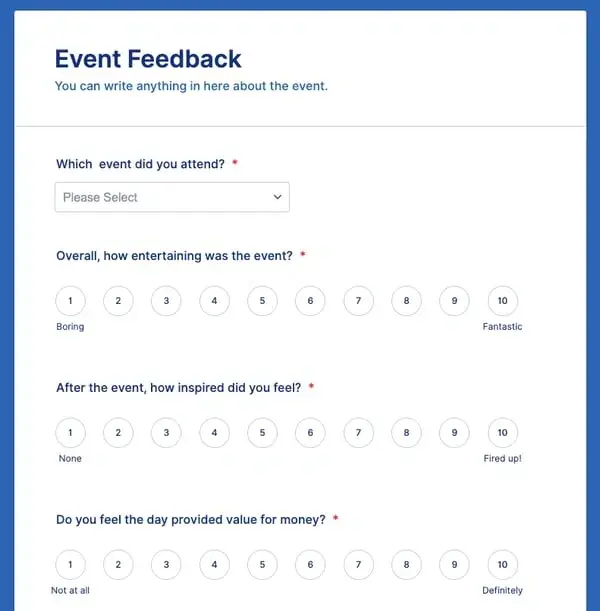 Event Feedback
You can write anything in here about the event.
Which  event did you attend? *
Please Select
Overall, how entertaining was the event? *
1 2 3 4 5 6 7 8 9 10
Boring Fantastic
After the event, how inspired did you feel? *
1 2 3 4 5 6 7 8 9 10
None Fired up!
Do you feel the day provided value for money? *
1 2 3 4 5 6 7 8 9 10
Not at all Definitely